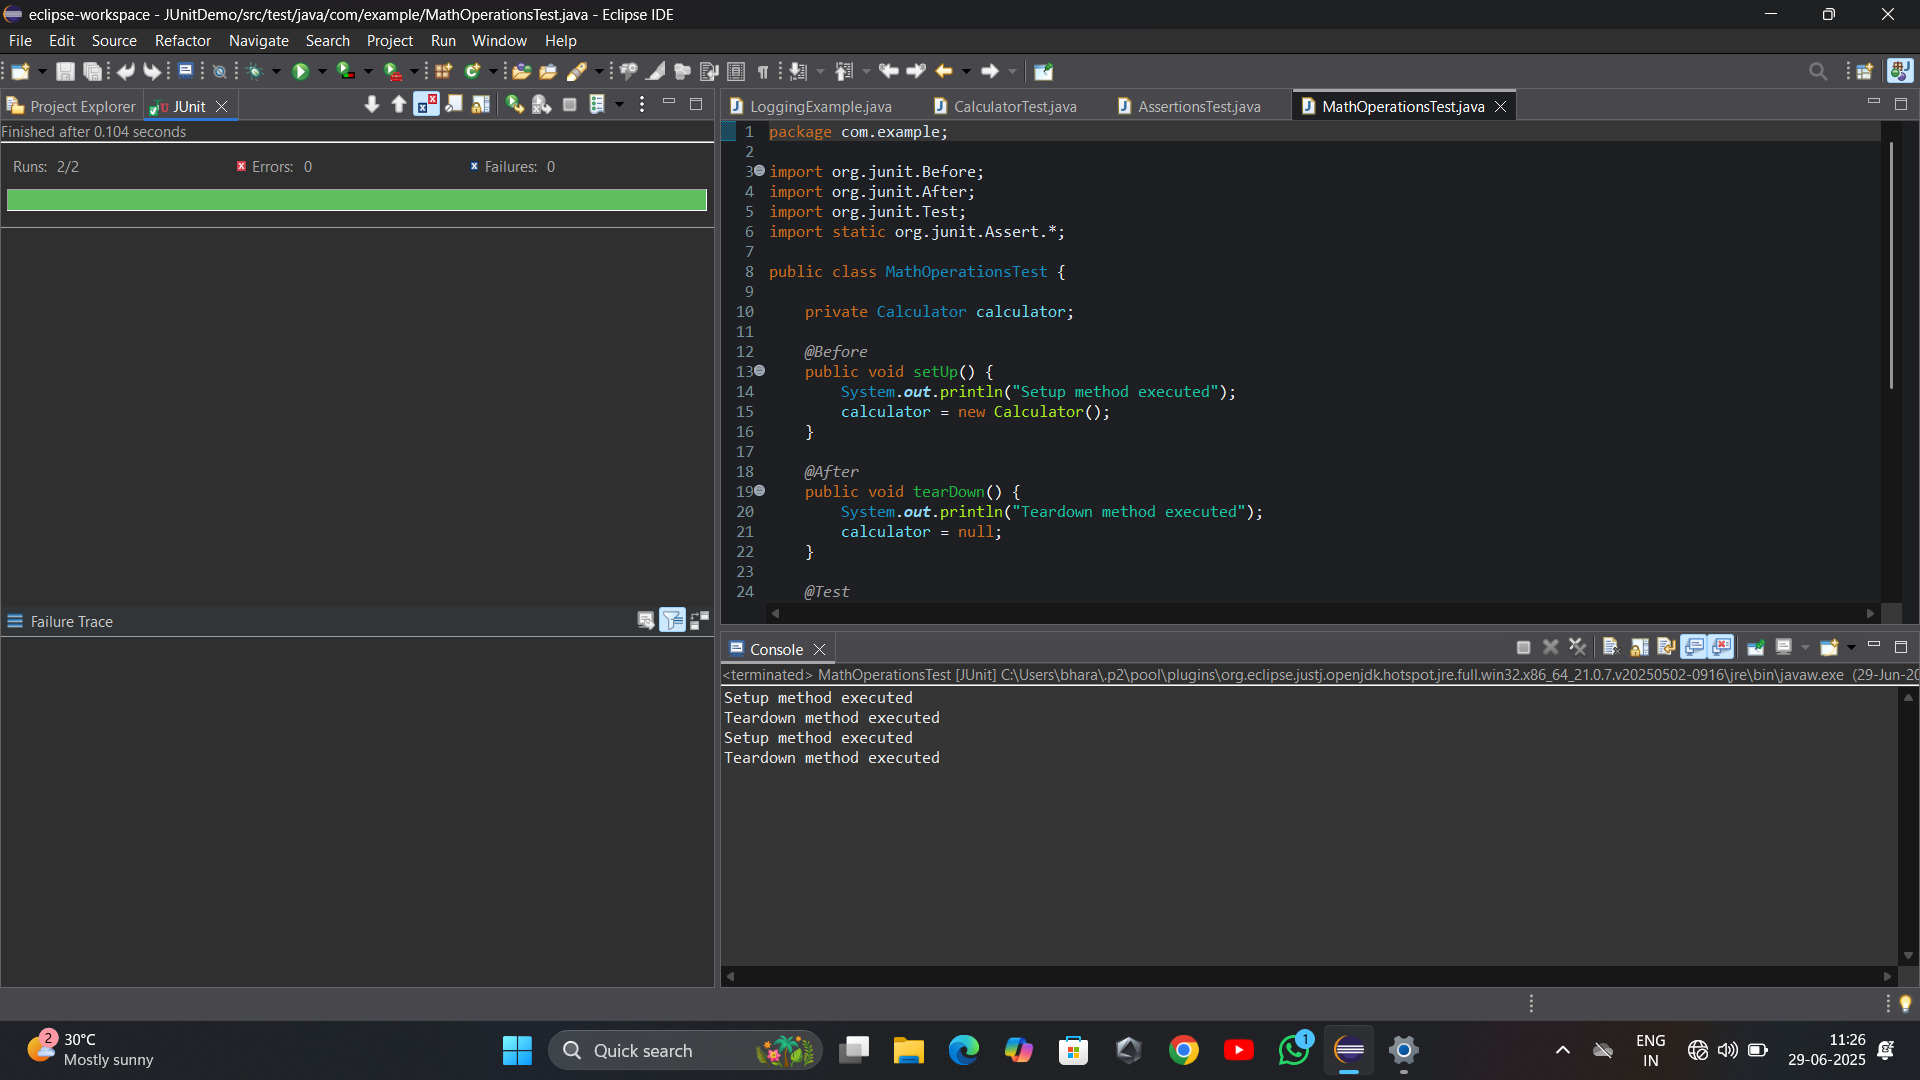 eclipse-workspace - JUnitDemo/src/test/java/com/example/MathOperationsTest.java - Eclipse IDE
File Edit Source Refactor Navigate Search Project Run Window Help
Project Explorer JUnit
Finished after 0.104 seconds
Runs: 2/2 Errors: 0 Failures: 0
Failure Trace
LoggingExample.java CalculatorTest.java AssertionsTest.java MathOperationsTest.java
1 package com.example;
2
3 import org.junit.Before;
4 import org.junit.After;
5 import org.junit.Test;
6 import static org.junit.Assert.*;
7
8 public class MathOperationsTest {
9
10 private Calculator calculator;
11
12 @Before
13 public void setUp() {
14 System.out.println("Setup method executed");
15 calculator = new Calculator();
16 }
17
18 @After
19 public void tearDown() {
20 System.out.println("Teardown method executed");
21 calculator = null;
22 }
23
24 @Test
Console
<terminated> MathOperationsTest [JUnit] C:\Users\bhara\.p2\pool\plugins\org.eclipse.justj.openjdk.hotspot.jre.full.win32.x86_64_21.0.7.v20250502-0916\jre\bin\javaw.exe (29-Jun-20
Setup method executed
Teardown method executed
Setup method executed
Teardown method executed
2
30°C
Mostly sunny
Quick search
1
ENG
IN
11:26
29-06-2025